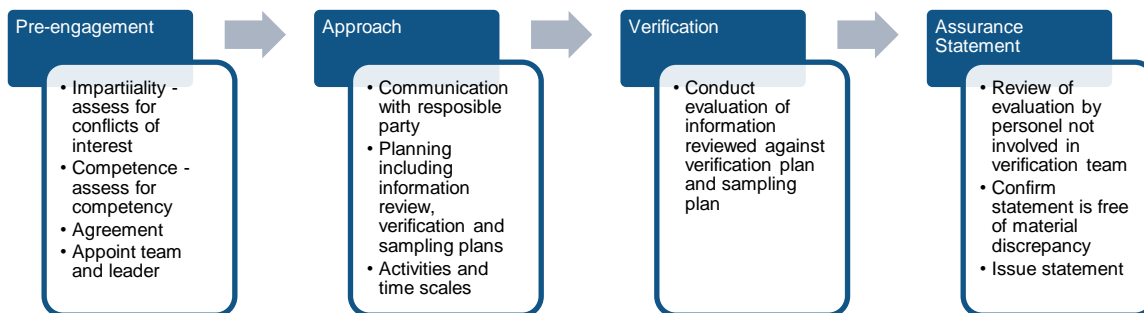 Pre-engagement
• Impartiiality -
assess for
conflicts of
interest
• Competence -
assess for
competency
• Agreement
• Appoint team
and leader
Approach
• Communication
with resposible
party
• Planning
including
information
review,
verification and
sampling plans
• Activities and
time scales
Verification
• Conduct
evaluation of
information
reviewed against
verification plan
and sampling
plan
Assurance
Statement
• Review of
evaluation by
personel not
involved in
verification team
• Confirm
statement is free
of material
discrepancy
• Issue statement